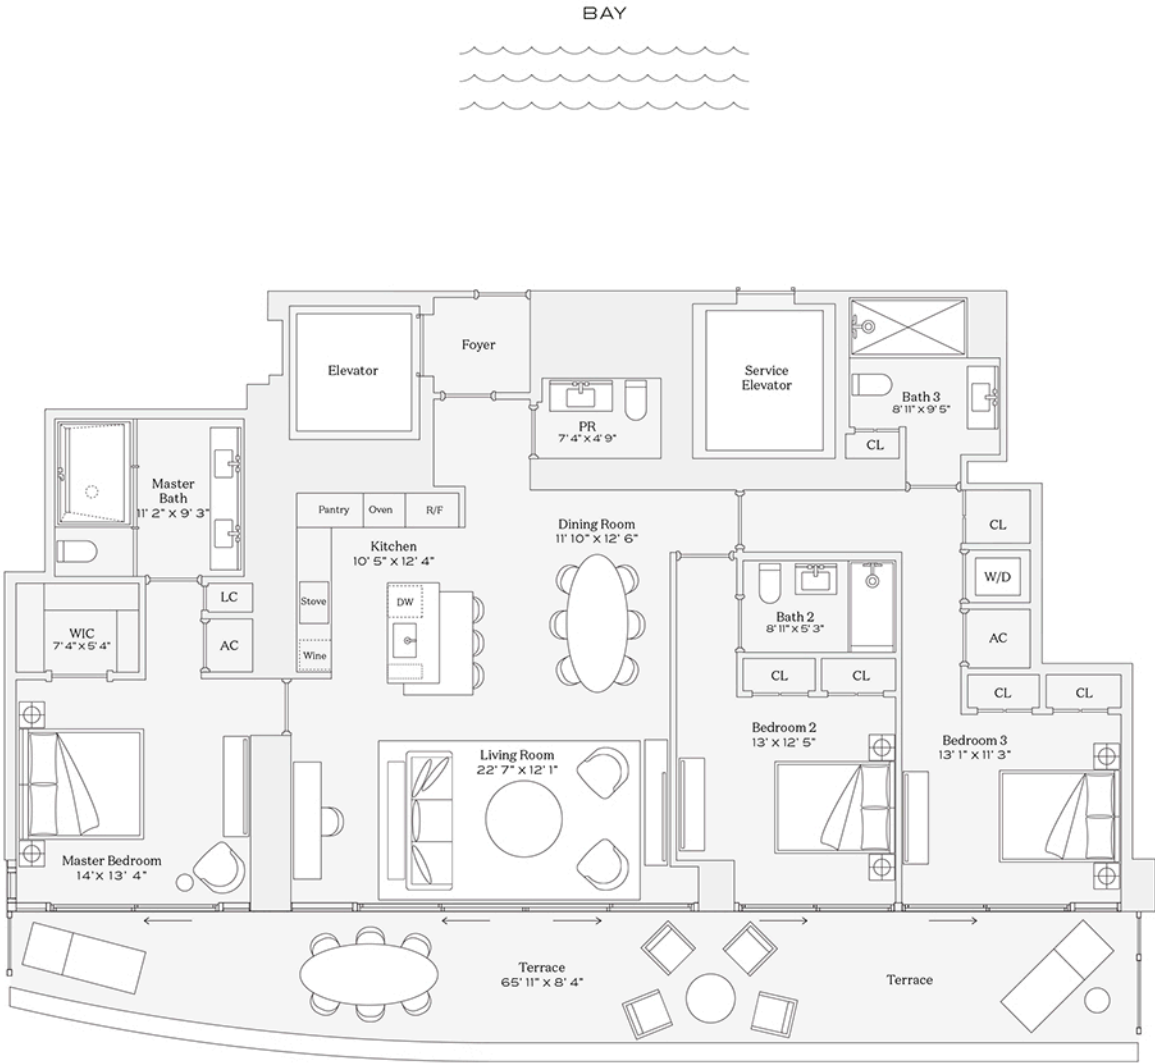 BAY
Elevator
Foyer
Service
Elevator
Bath 3
8' 11" x 9' 5"
CL
PR
7' 4" x 4' 9"
Master
Bath
11' 2" x 9' 3"
Pantry
Oven
R/F
Dining Room
11' 10" x 12' 6"
CL
Kitchen
10' 5" x 12' 4"
W/D
LC
Stove
DW
Bath 2
8' 11" x 5' 3"
WIC
7' 4" x 5' 4"
AC
Wine
AC
CL
CL
CL
CL
Bedroom 2
13' x 12' 5"
Bedroom 3
13' 1" x 11' 3"
Living Room
22' 7" x 12' 1"
Master Bedroom
14' x 13' 4"
Terrace
65' 11" x 8' 4"
Terrace